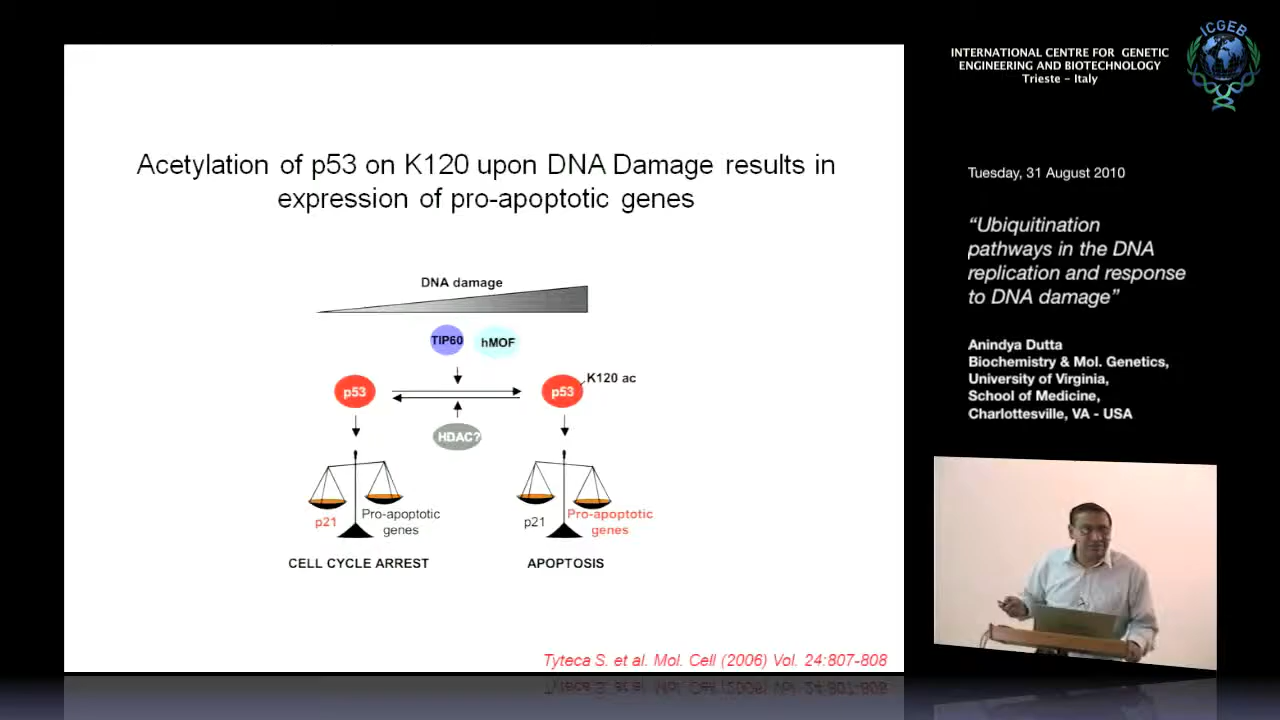 Acetylation of p53 on K120 upon DNA Damage results in
expression of pro-apoptotic genes
DNA damage
TIP60
hMOF
p53
p53
K120 ac
HDAC?
p21
Pro-apoptotic
genes
p21
Pro-apoptotic
genes
CELL CYCLE ARREST
APOPTOSIS
Tyteca S. et al. Mol. Cell (2006) Vol. 24:807-808
INTERNATIONAL CENTRE FOR GENETIC
ENGINEERING AND BIOTECHNOLOGY
Trieste - Italy
ICGEB
Tuesday, 31 August 2010
“Ubiquitination
pathways in the DNA
replication and response
to DNA damage”
Anindya Dutta
Biochemistry & Mol. Genetics,
University of Virginia,
School of Medicine,
Charlottesville, VA - USA